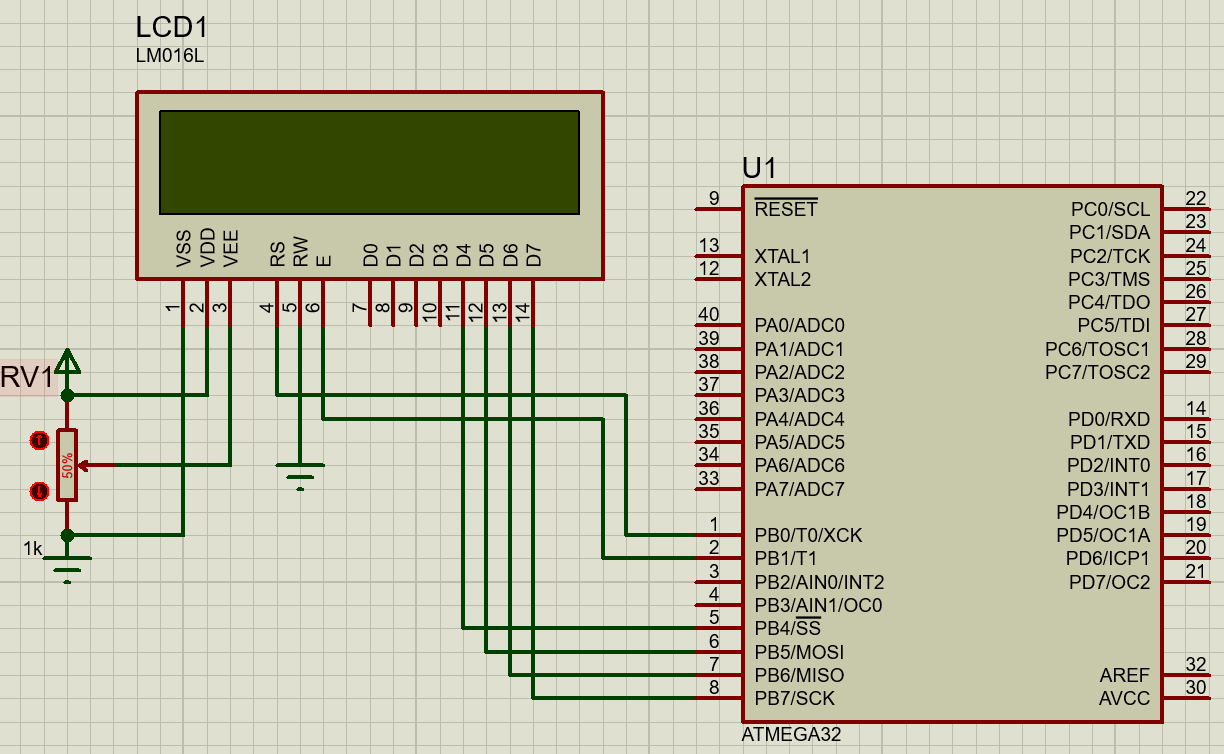 LCD1
LM016L
VSS
VDD
VEE
RS
RW
E
D0
D1
D2
D3
D4
D5
D6
D7
1
2
3
4
5
6
7
8
9
10
11
12
13
14
RV1
50%
1k
U1
9 RESET
13 XTAL1
12 XTAL2
40 PA0/ADC0
39 PA1/ADC1
38 PA2/ADC2
37 PA3/ADC3
36 PA4/ADC4
35 PA5/ADC5
34 PA6/ADC6
33 PA7/ADC7
1 PB0/T0/XCK
2 PB1/T1
3 PB2/AIN0/INT2
4 PB3/AIN1/OC0
5 PB4/SS
6 PB5/MOSI
7 PB6/MISO
8 PB7/SCK
PC0/SCL 22
PC1/SDA 23
PC2/TCK 24
PC3/TMS 25
PC4/TDO 26
PC5/TDI 27
PC6/TOSC1 28
PC7/TOSC2 29
PD0/RXD 14
PD1/TXD 15
PD2/INT0 16
PD3/INT1 17
PD4/OC1B 18
PD5/OC1A 19
PD6/ICP1 20
PD7/OC2 21
AREF 32
AVCC 30
ATMEGA32